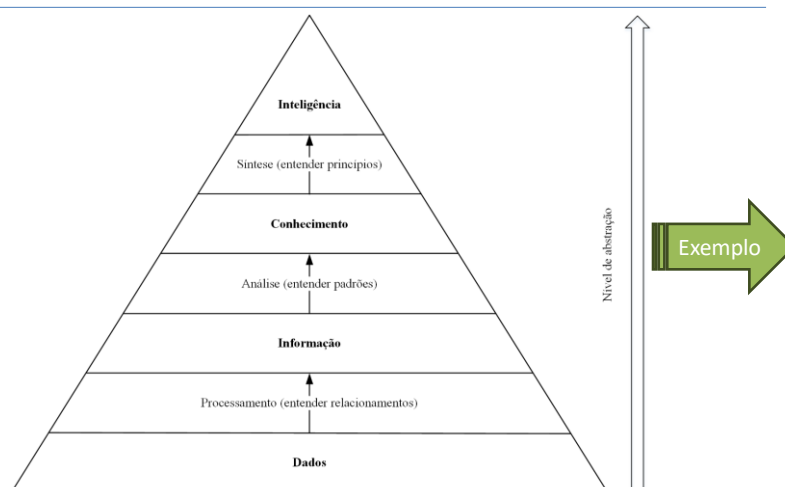 Inteligência
Síntese (entender princípios)
Conhecimento
Análise (entender padrões)
Informação
Processamento (entender relacionamentos)
Dados
Nível de abstração
Exemplo